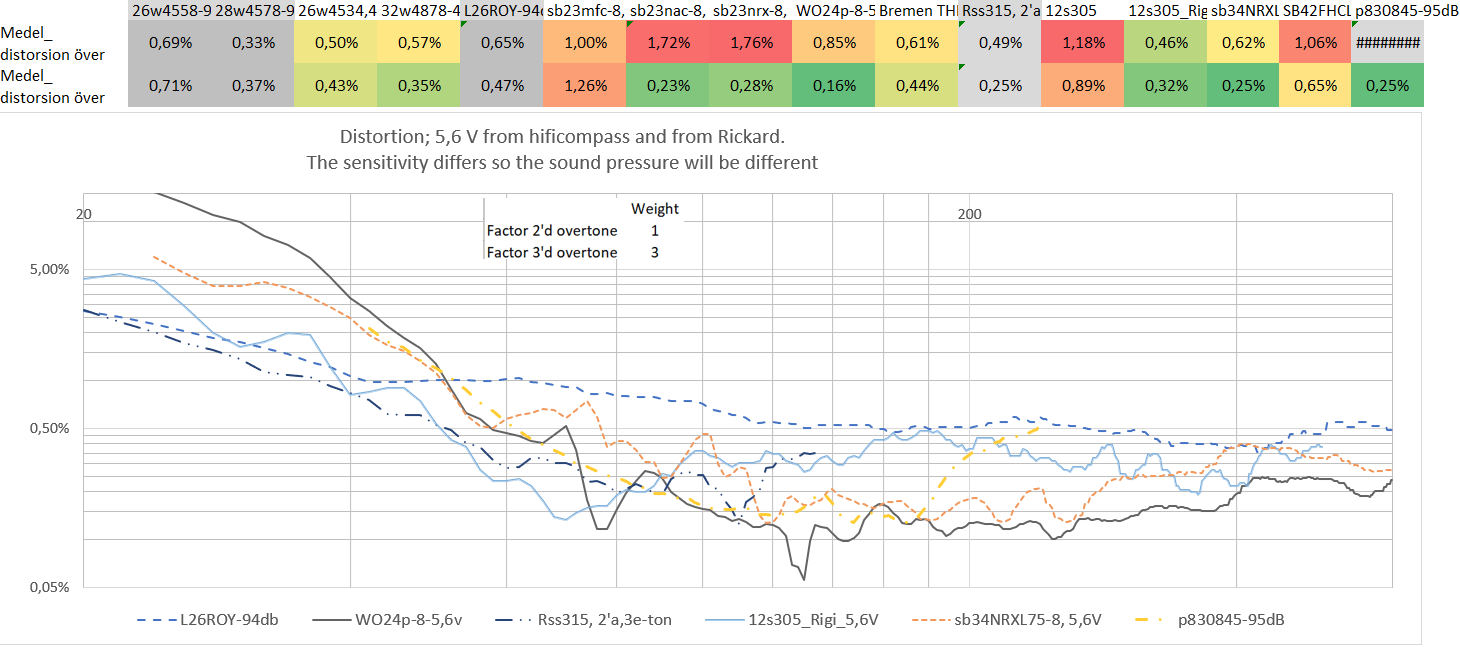 26w4558-9 28w4578-9 26w4534,4 32w4878-4 L26ROY-94 sb23mfc-8, sb23nac-8, sb23nrx-8, WO24p-8-5 Bremen TH Rss315, 2'a 12s305 12s305_Rig sb34NRXL SB42FHCL p830845-95dB
Medel_
distorsion över
0,69% 0,33% 0,50% 0,57% 0,65% 1,00% 1,72% 1,76% 0,85% 0,61% 0,49% 1,18% 0,46% 0,62% 1,06% ########
Medel_
distorsion över
0,71% 0,37% 0,43% 0,35% 0,47% 1,26% 0,23% 0,28% 0,16% 0,44% 0,25% 0,89% 0,32% 0,25% 0,65% 0,25%
Distortion; 5,6 V from hificompass and from Rickard.
The sensitivity differs so the sound pressure will be different
20
200
Weight
Factor 2'd overtone 1
Factor 3'd overtone 3
5,00%
0,50%
0,05%
L26ROY-94db WO24p-8-5,6v Rss315, 2'a,3e-ton 12s305_Rigi_5,6V sb34NRXL75-8, 5,6V p830845-95dB